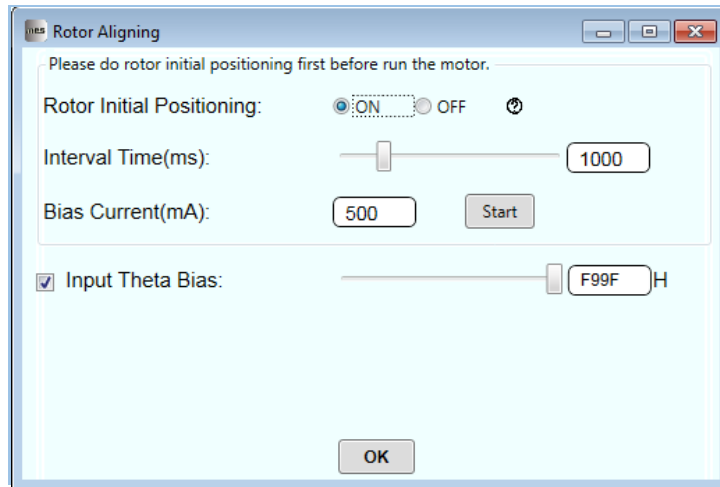 mes Rotor Aligning
Please do rotor initial positioning first before run the motor.
Rotor Initial Positioning: ON OFF ?
Interval Time(ms): 1000
Bias Current(mA): 500 Start
Input Theta Bias: F99F H
OK